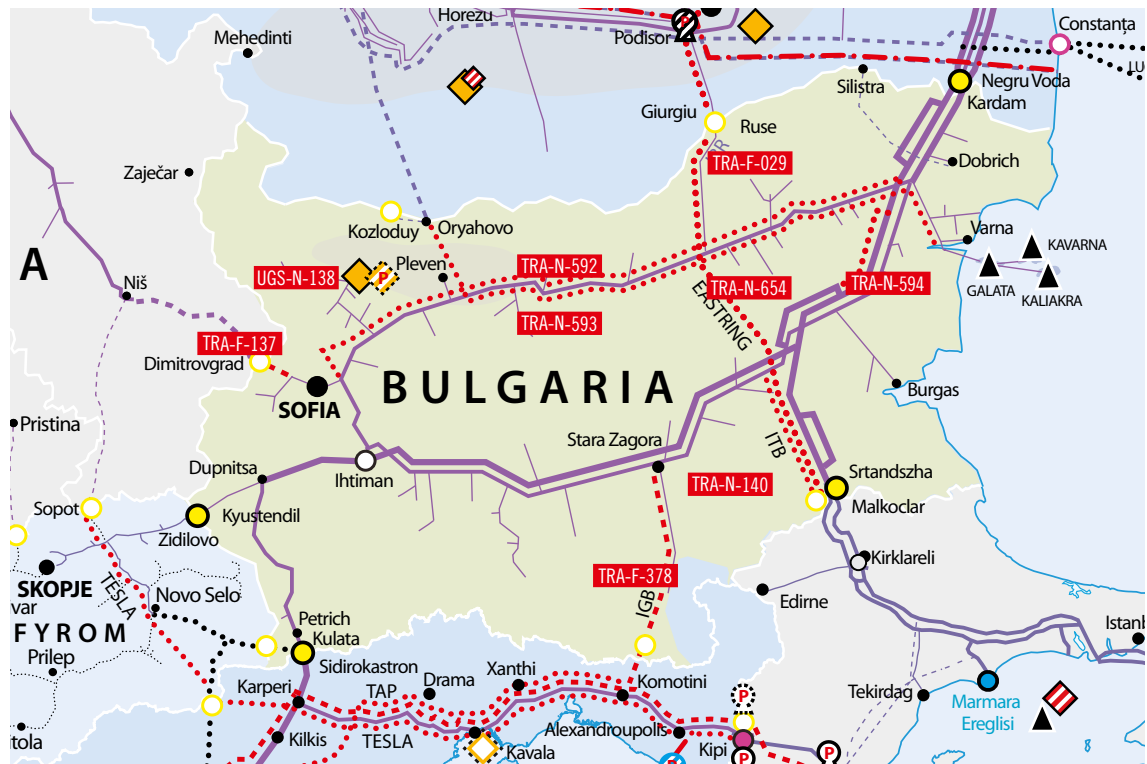 Horezu
Podisor
P
Constanţa
Mehedinti
Silistra
Negru Voda
Kardam
Giurgiu
Ruse
TRA-F-029
Dobrich
Zaječar
Kozloduy
Oryahovo
Varna
KAVARNA
GALATA
KALIAKRA
A
Niš
UGS-N-138
P
Pleven
TRA-N-592
TRA-N-654
TRA-N-594
TRA-N-593
EASTRING
TRA-F-137
Dimitrovgrad
SOFIA
BULGARIA
Burgas
Pristina
Stara Zagora
ITB
Dupnitsa
Ihtiman
TRA-N-140
Srtandszha
Malkoclar
Sopot
Kyustendil
Zidilovo
Kirklareli
SKOPJE
TESLA
TRA-F-378
IGB
Edirne
Novo Selo
var
FYROM
Petrich
Kulata
Prilep
Sidirokastron
Istanb
Karperi
TAP
Drama
Xanthi
Komotini
P
Tekirdag
Marmara
Ereglisi
TESLA
Alexandroupolis
tola
Kilkis
Kavala
Kipi
P
P
P